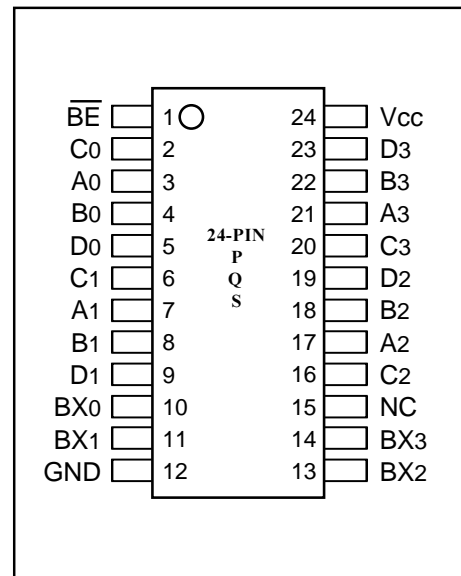 B̅E̅ 1 24 Vcc
C0 2 23 D3
A0 3 22 B3
B0 4 21 A3
D0 5 24-PIN 20 C3
P
C1 6 19 D2
Q
A1 7 18 B2
S
B1 8 17 A2
D1 9 16 C2
BX0 10 15 NC
BX1 11 14 BX3
GND 12 13 BX2